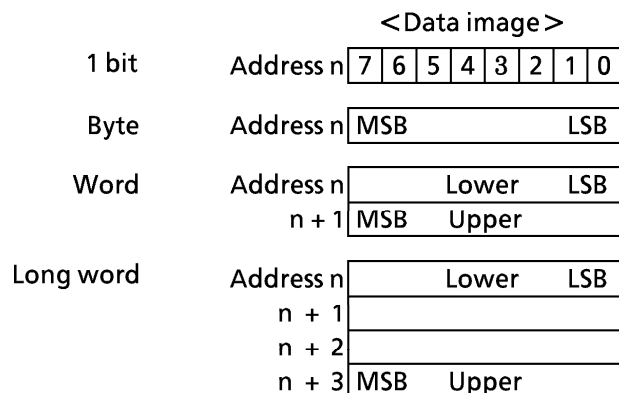 <Data image>
1 bit Address n 7 6 5 4 3 2 1 0
Byte Address n MSB LSB
Word Address n Lower LSB
n + 1 MSB Upper
Long word Address n Lower LSB
n + 1
n + 2
n + 3 MSB Upper